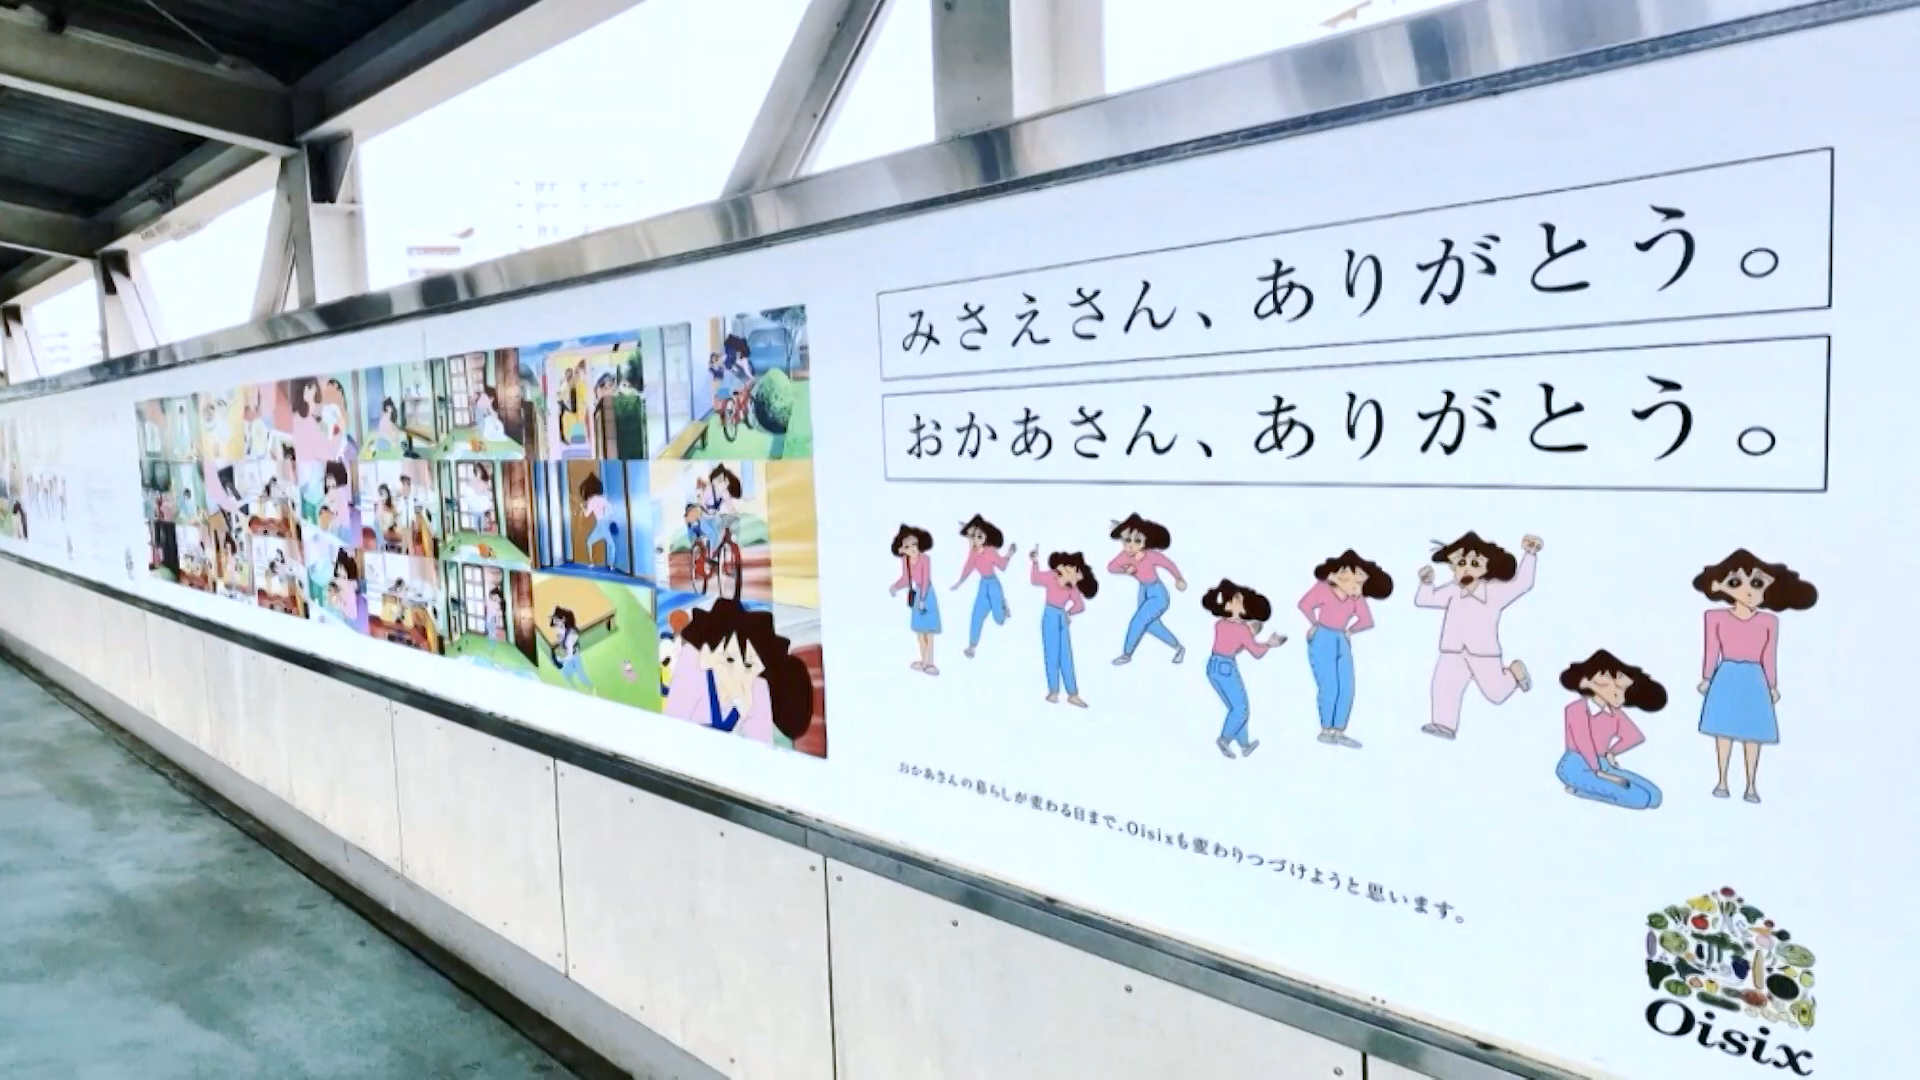 みさえさん、ありがとう。
おかあさん、ありがとう。
おかあさんの暮らしが変わる日まで、Oisixも変わりつづけようと思います。
Oisix